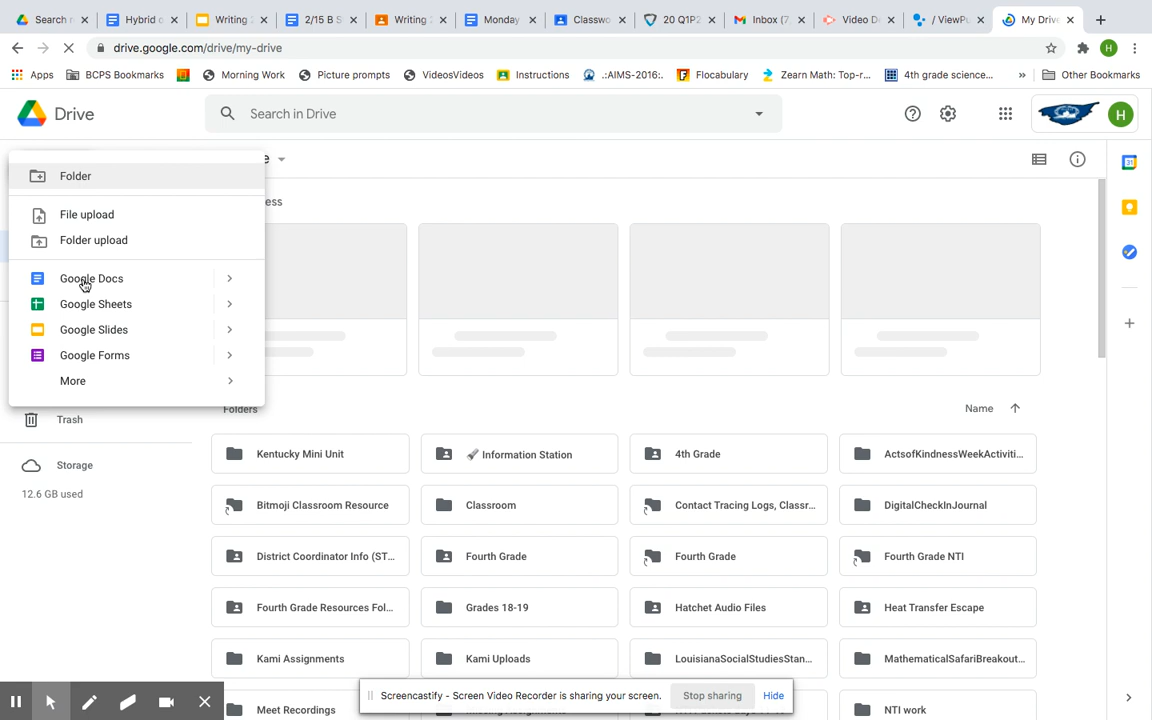 Search r
Hybrid o
Writing 2
2/15 B S
Writing 2
Monday
Classwo
20 Q1P2
Inbox (7
Video D
/ ViewPu
My Drive
drive.google.com/drive/my-drive
H
Apps
BCPS Bookmarks
Morning Work
Picture prompts
VideosVideos
Instructions
.:AIMS-2016:.
Flocabulary
Zearn Math: Top-r...
4th grade science...
»
Other Bookmarks
Drive
Search in Drive
H
Folder
File upload
Folder upload
Google Docs
Google Sheets
Google Slides
Google Forms
More
Trash
Storage
12.6 GB used
e
ess
31
Folders
Name
Kentucky Mini Unit
🚀 Information Station
4th Grade
ActsofKindnessWeekActiviti...
Bitmoji Classroom Resource
Classroom
Contact Tracing Logs, Classr...
DigitalCheckInJournal
District Coordinator Info (ST...
Fourth Grade
Fourth Grade
Fourth Grade NTI
Fourth Grade Resources Fol...
Grades 18-19
Hatchet Audio Files
Heat Transfer Escape
Kami Assignments
Kami Uploads
LouisianaSocialStudiesStan...
MathematicalSafariBreakout...
Screencastify - Screen Video Recorder is sharing your screen.
Stop sharing
Hide
Meet Recordings
NTI work